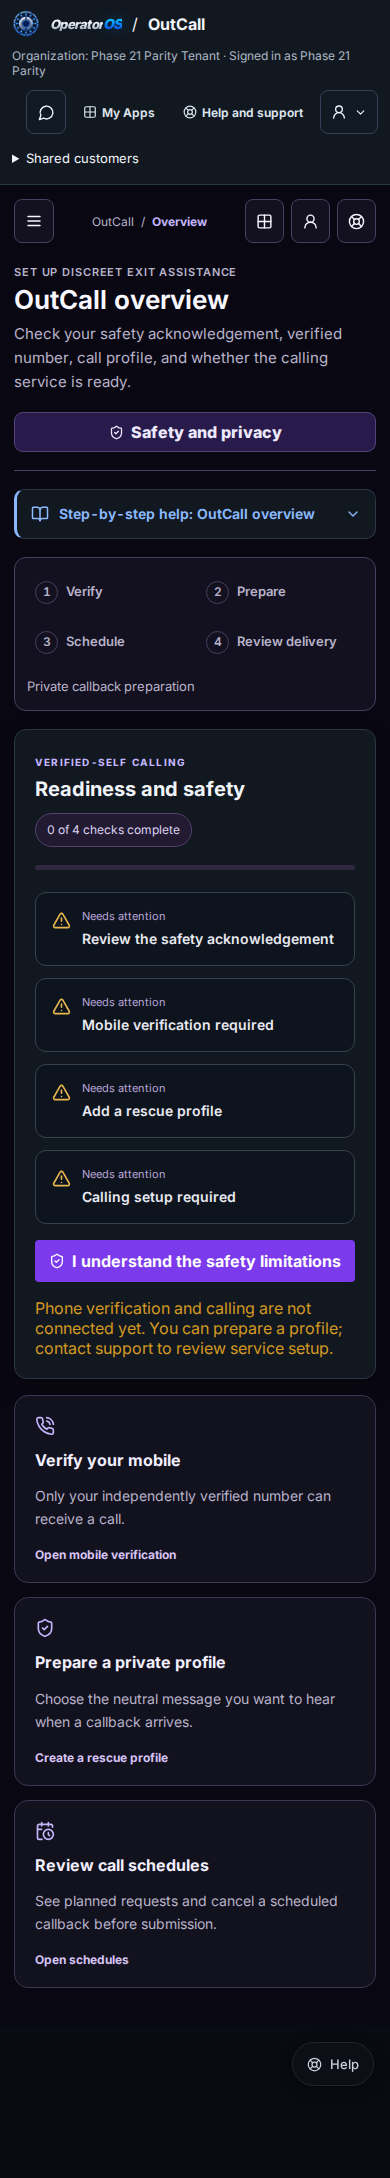 OperatorOS / OutCall
Organization: Phase 21 Parity Tenant · Signed in as Phase 21
Parity
My Apps
Help and support
Shared customers
OutCall / Overview
SET UP DISCREET EXIT ASSISTANCE
OutCall overview
Check your safety acknowledgement, verified
number, call profile, and whether the calling
service is ready.
Safety and privacy
Step-by-step help: OutCall overview
1 Verify
2 Prepare
3 Schedule
4 Review delivery
Private callback preparation
VERIFIED-SELF CALLING
Readiness and safety
0 of 4 checks complete
Needs attention
Review the safety acknowledgement
Needs attention
Mobile verification required
Needs attention
Add a rescue profile
Needs attention
Calling setup required
I understand the safety limitations
Phone verification and calling are not
connected yet. You can prepare a profile;
contact support to review service setup.
Verify your mobile
Only your independently verified number can
receive a call.
Open mobile verification
Prepare a private profile
Choose the neutral message you want to hear
when a callback arrives.
Create a rescue profile
Review call schedules
See planned requests and cancel a scheduled
callback before submission.
Open schedules
Help